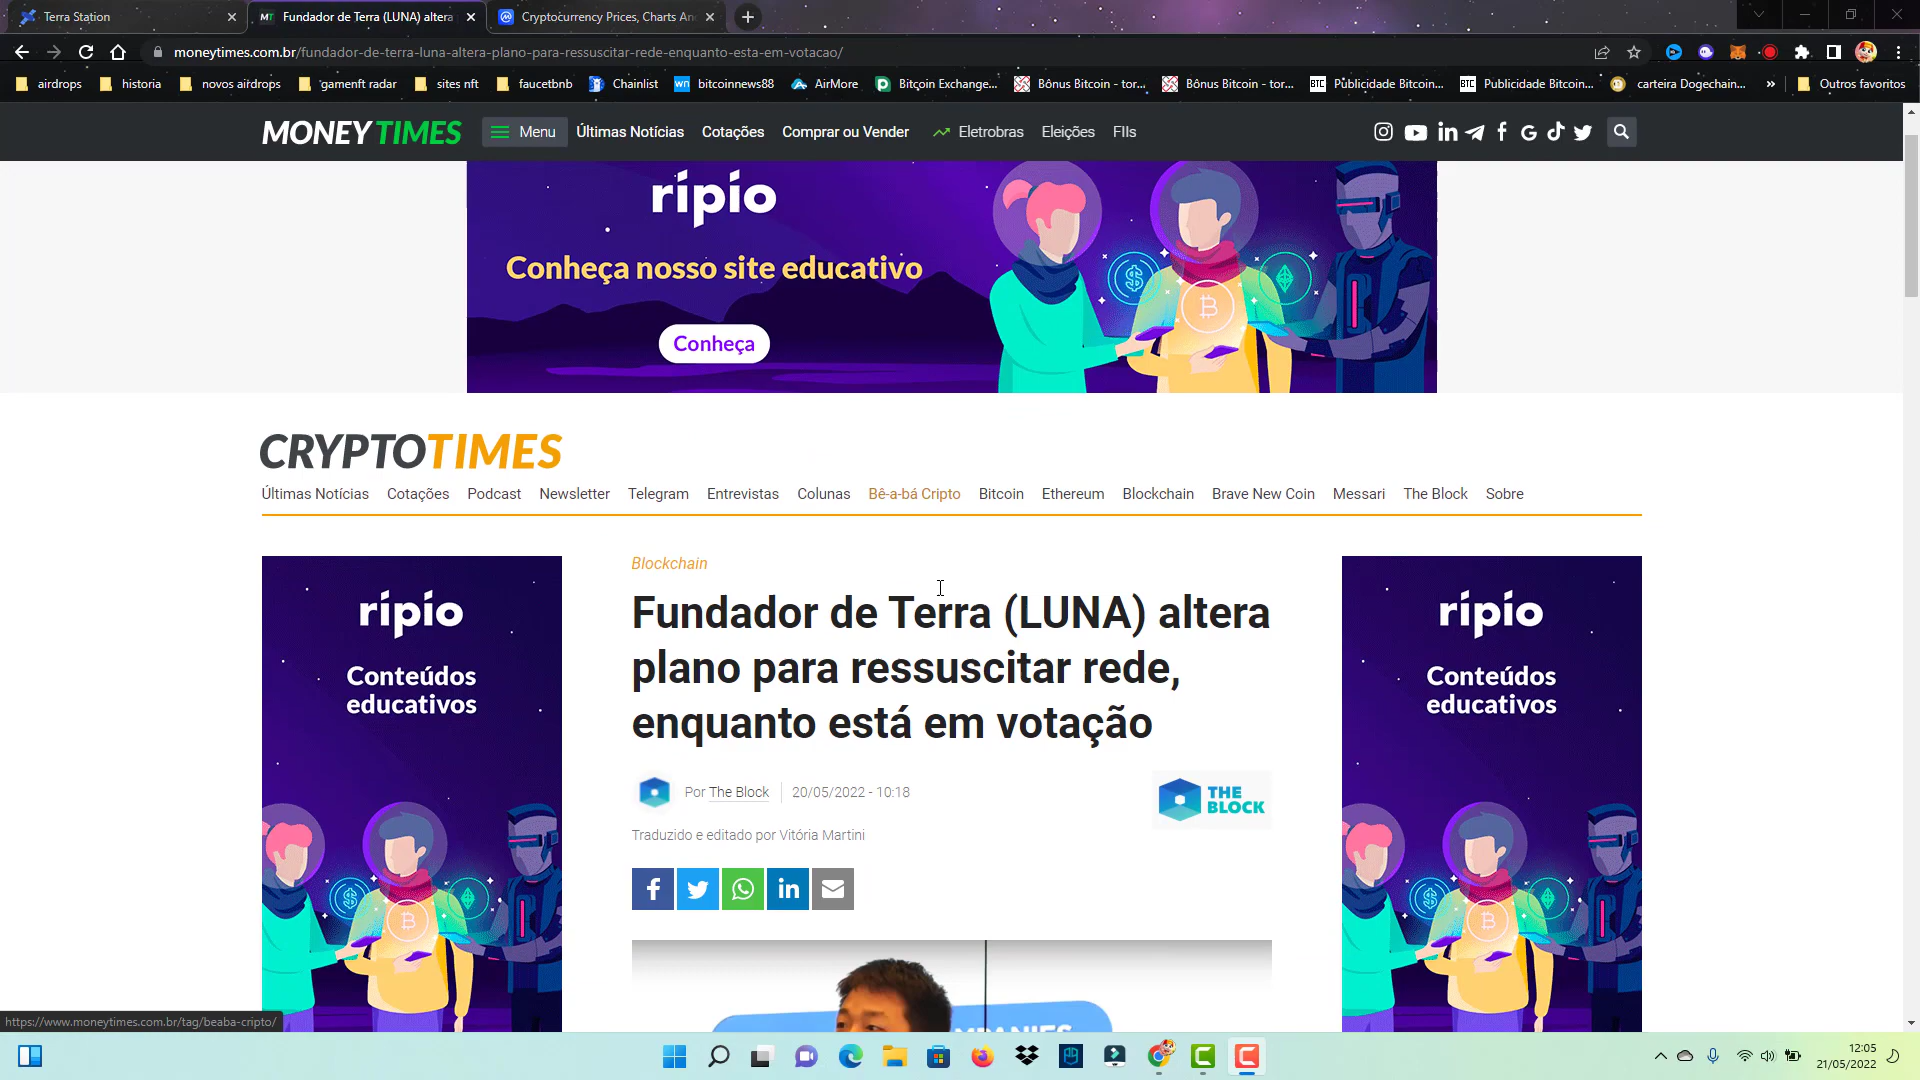 Terra Station
Fundador de Terra (LUNA) altera
Cryptocurrency Prices, Charts An
moneytimes.com.br/fundador-de-terra-luna-altera-plano-para-ressuscitar-rede-enquanto-esta-em-votacao/
airdrops
historia
novos airdrops
gamenft radar
sites nft
faucetbnb
Chainlist
bitcoinnews88
AirMore
Bitcoin Exchange...
Bônus Bitcoin - tor...
Bônus Bitcoin - tor...
Publicidade Bitcoin...
Publicidade Bitcoin...
carteira Dogechain...
»
Outros favoritos
MONEY TIMES
Menu
Últimas Notícias
Cotações
Comprar ou Vender
Eletrobras
Eleições
FIIs
ripio
Conheça nosso site educativo
Conheça
CRYPTOTIMES
Últimas Notícias
Cotações
Podcast
Newsletter
Telegram
Entrevistas
Colunas
Bê-a-bá Cripto
Bitcoin
Ethereum
Blockchain
Brave New Coin
Messari
The Block
Sobre
ripio
Conteúdos
educativos
Blockchain
Fundador de Terra (LUNA) altera
plano para ressuscitar rede,
enquanto está em votação
Por The Block
20/05/2022 - 10:18
THE
BLOCK
Traduzido e editado por Vitória Martini
ripio
Conteúdos
educativos
https://www.moneytimes.com.br/tag/beaba-cripto/
12:05
21/05/2022